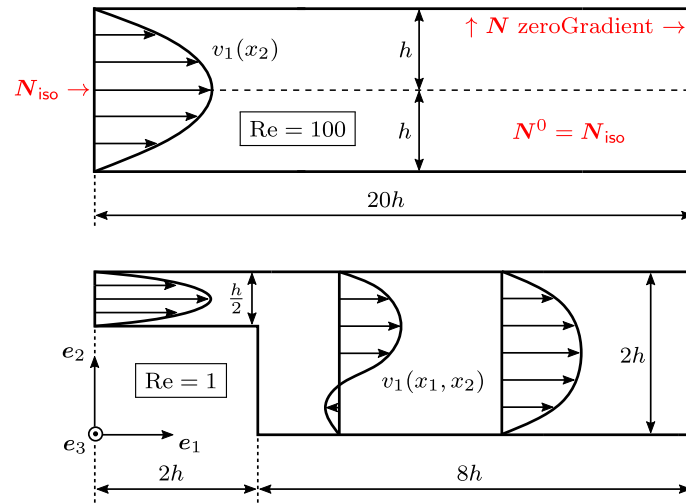 ↑ N zeroGradient →
v₁(x₂)
h
N_iso →
Re = 100
h
N⁰ = N_iso
20h
h/2
e₂
Re = 1
v₁(x₁, x₂)
2h
e₃
e₁
2h
8h